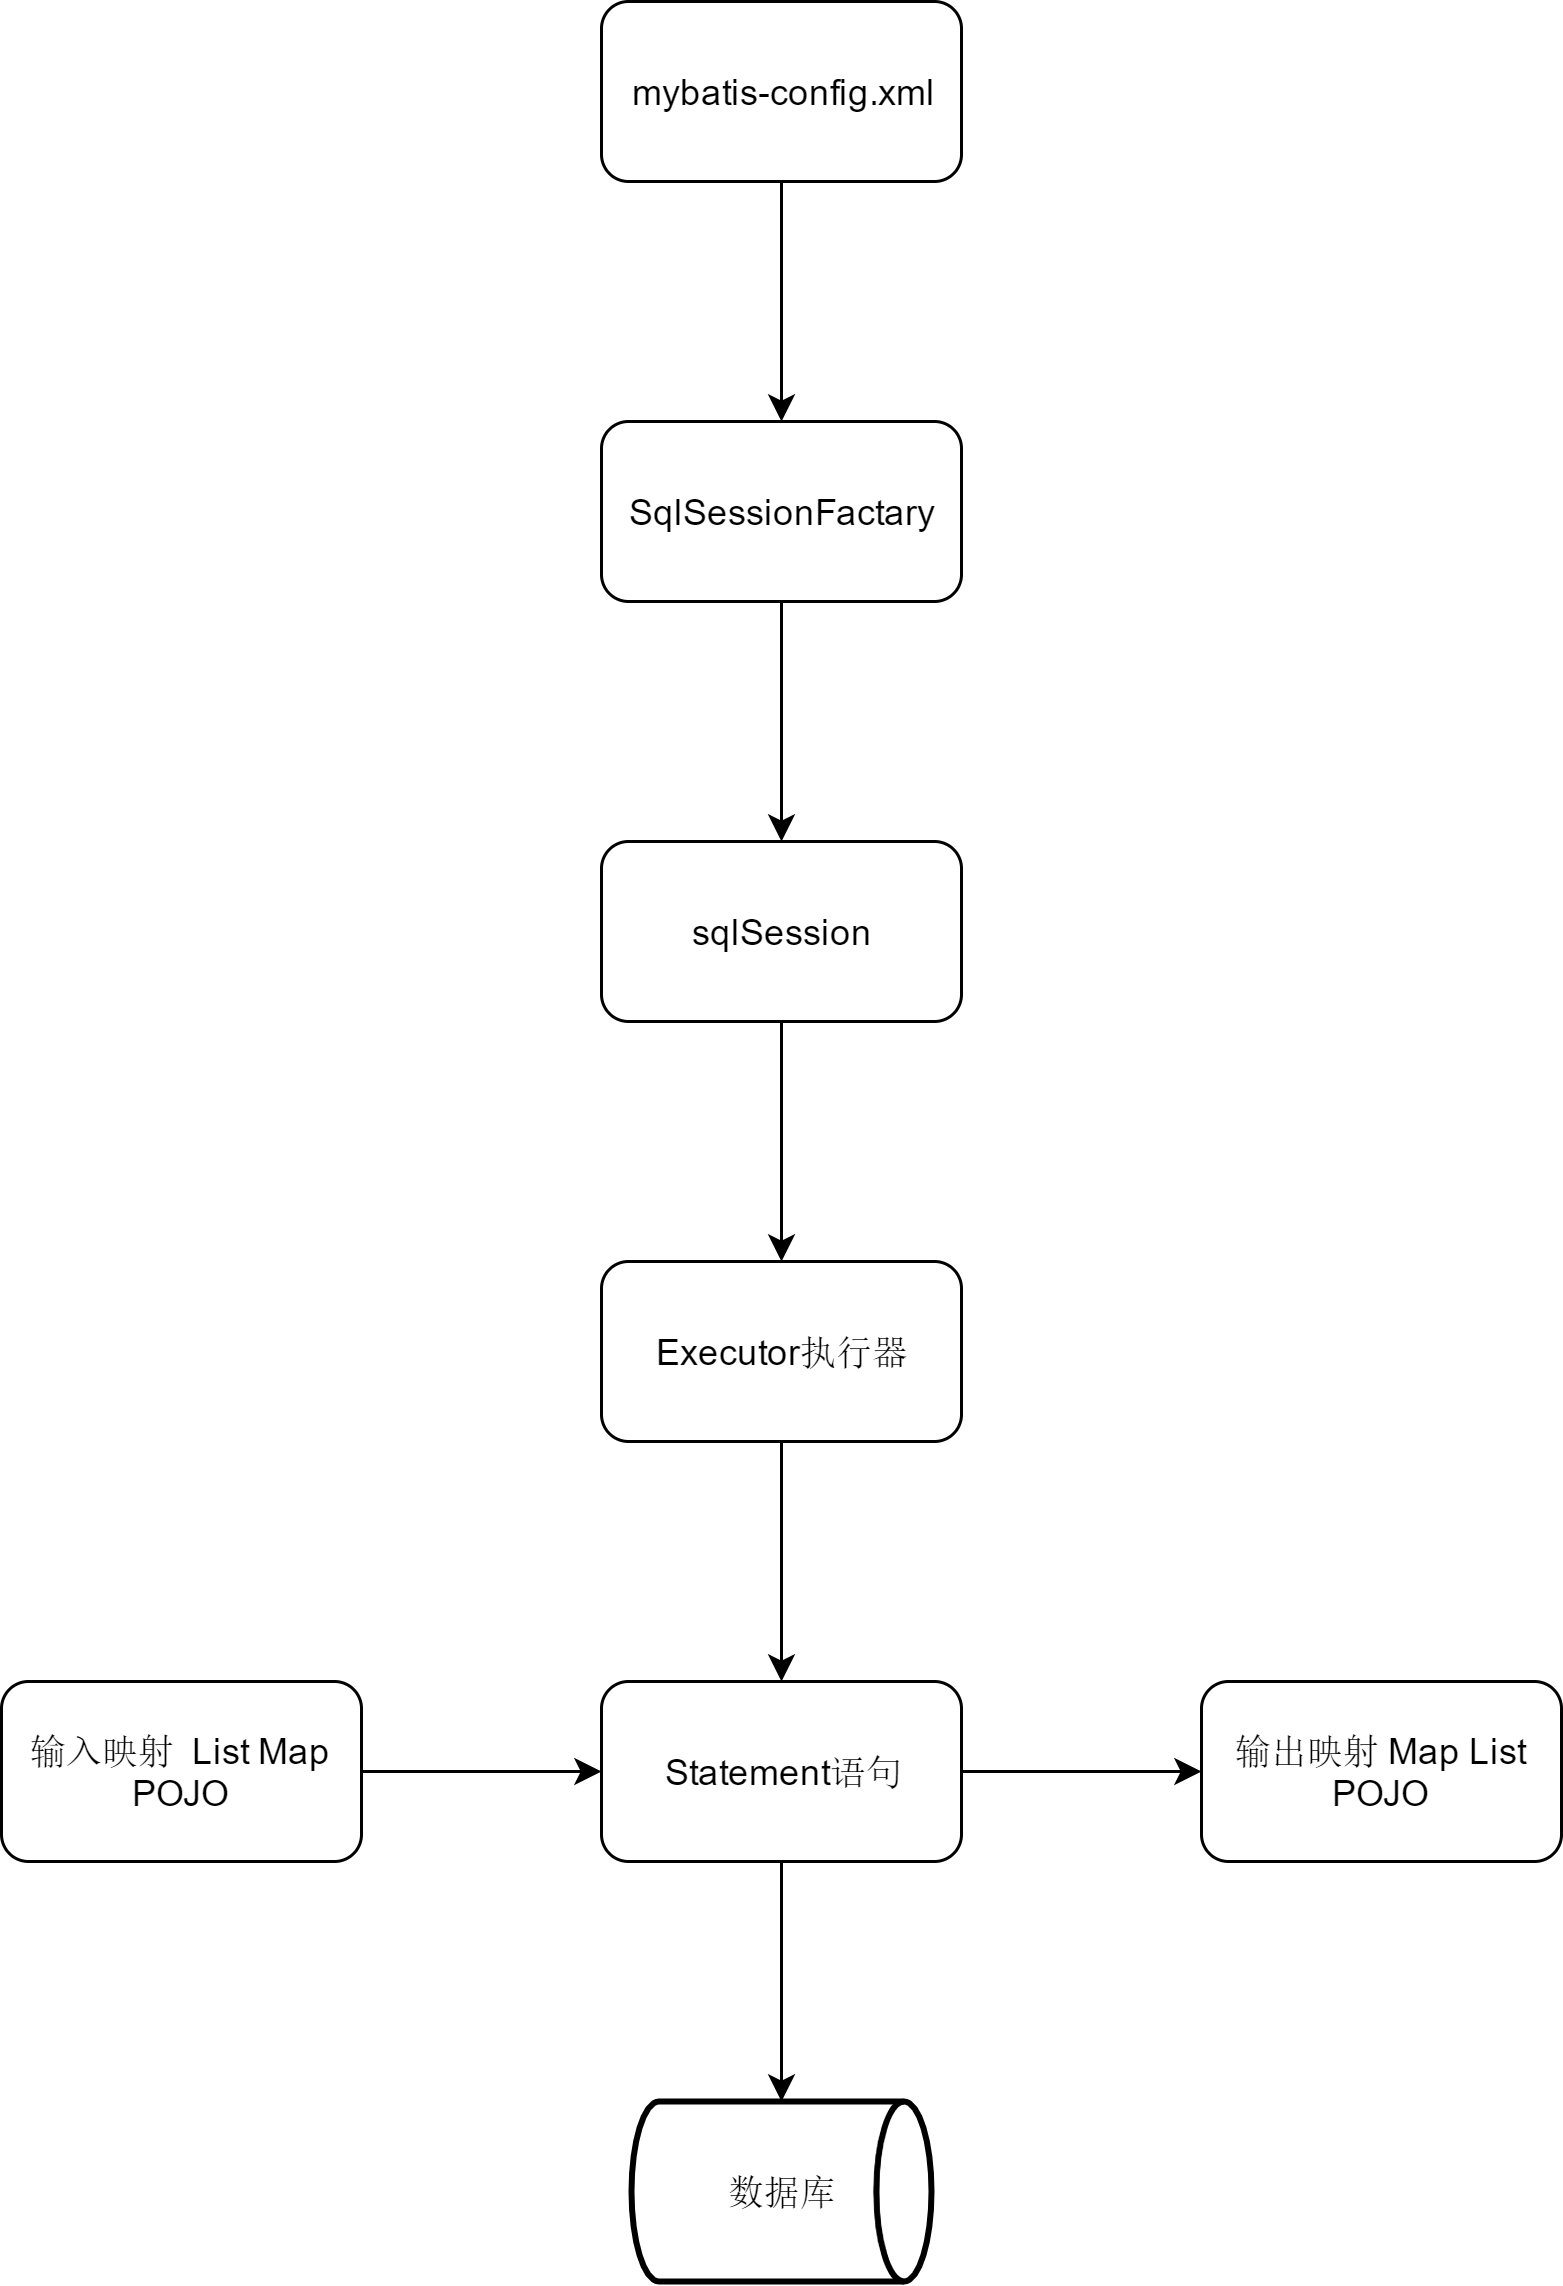 mybatis-config.xml
SqlSessionFactary
sqlSession
Executor执行器
输入映射  List Map
POJO
Statement语句
输出映射 Map List
POJO
数据库